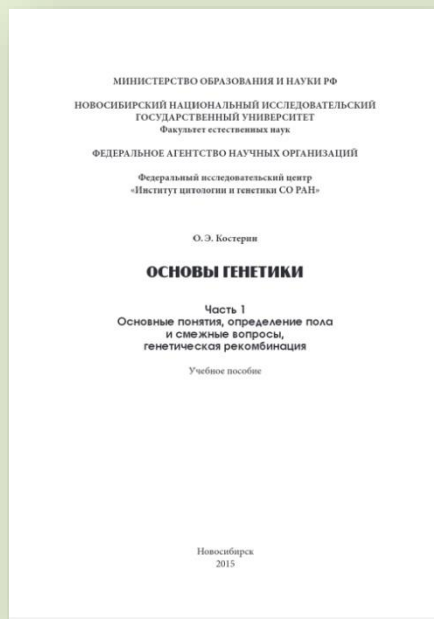 МИНИСТЕРСТВО ОБРАЗОВАНИЯ И НАУКИ РФ
НОВОСИБИРСКИЙ НАЦИОНАЛЬНЫЙ ИССЛЕДОВАТЕЛЬСКИЙ
ГОСУДАРСТВЕННЫЙ УНИВЕРСИТЕТ
Факультет естественных наук
ФЕДЕРАЛЬНОЕ АГЕНТСТВО НАУЧНЫХ ОРГАНИЗАЦИЙ
Федеральный исследовательский центр
«Институт цитологии и генетики СО РАН»
О. Э. Костерин
ОСНОВЫ ГЕНЕТИКИ
Часть 1
Основные понятия, определение пола
и смежные вопросы,
генетическая рекомбинация
Учебное пособие
Новосибирск
2015